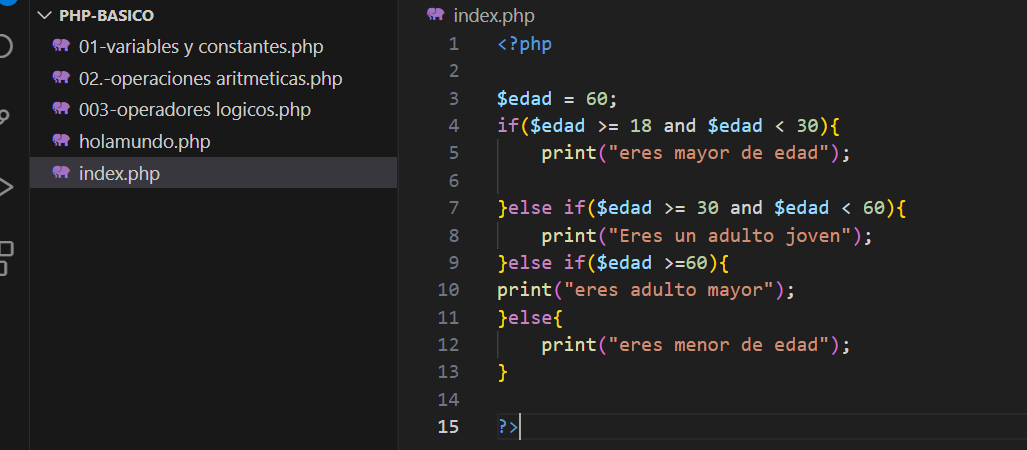 PHP-BASICO
01-variables y constantes.php
02.-operaciones aritmeticas.php
003-operadores logicos.php
holamundo.php
index.php
index.php
1 <?php
2
3 $edad = 60;
4 if($edad >= 18 and $edad < 30){
5     print("eres mayor de edad");
6
7 }else if($edad >= 30 and $edad < 60){
8     print("Eres un adulto joven");
9 }else if($edad >=60){
10 print("eres adulto mayor");
11 }else{
12     print("eres menor de edad");
13 }
14
15 ?>